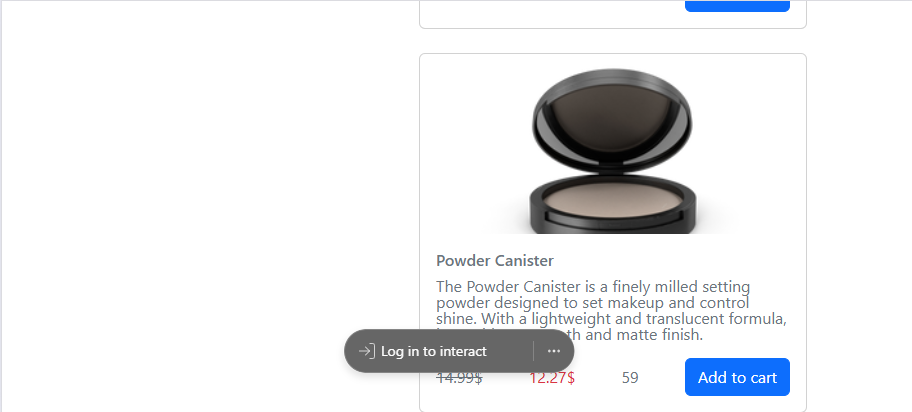 Powder Canister
The Powder Canister is a finely milled setting
powder designed to set makeup and control
shine. With a lightweight and translucent formula,
th and matte finish.
Log in to interact
14.99$ 12.27$ 59 Add to cart